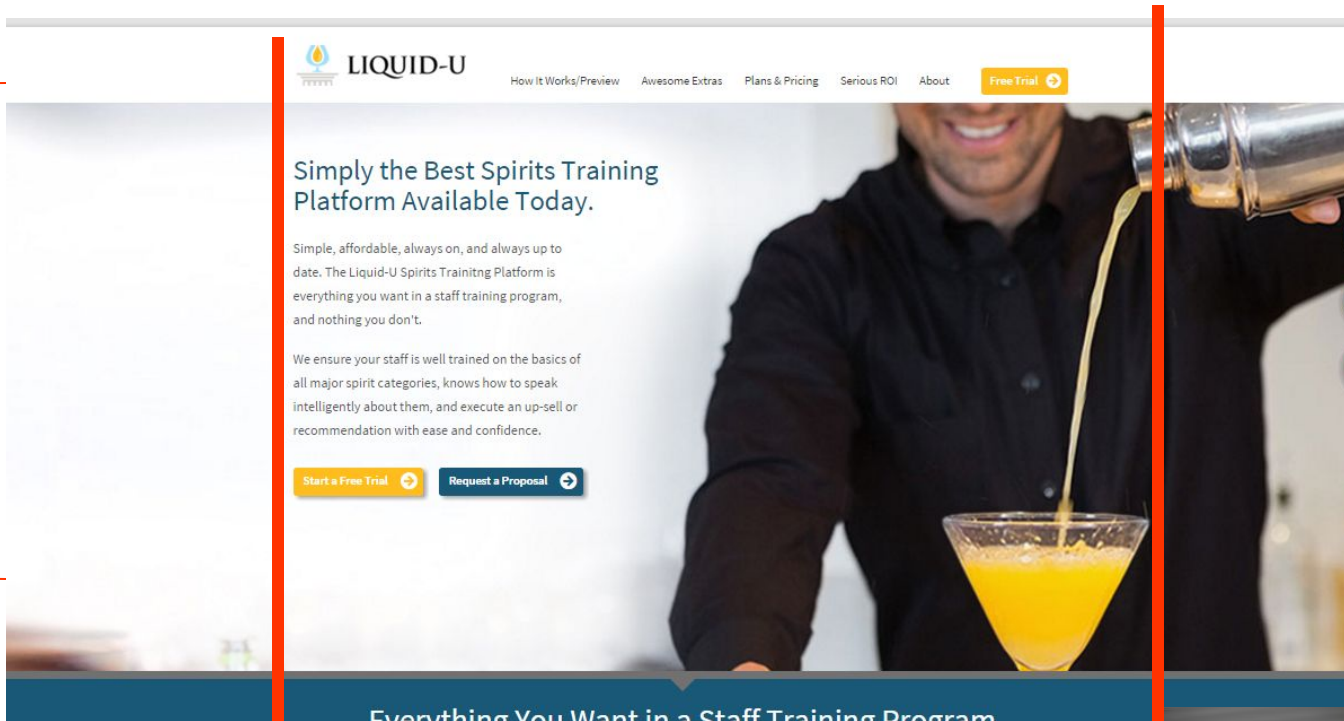 LIQUID-U
How It Works/Preview Awesome Extras Plans & Pricing Serious ROI About Free Trial
Simply the Best Spirits Training
Platform Available Today.
Simple, affordable, always on, and always up to
date. The Liquid-U Spirits Trainitng Platform is
everything you want in a staff training program,
and nothing you don't.
We ensure your staff is well trained on the basics of
all major spirit categories, knows how to speak
intelligently about them, and execute an up-sell or
recommendation with ease and confidence.
Start a Free Trial Request a Proposal
Everything You Want in a Staff Training Program